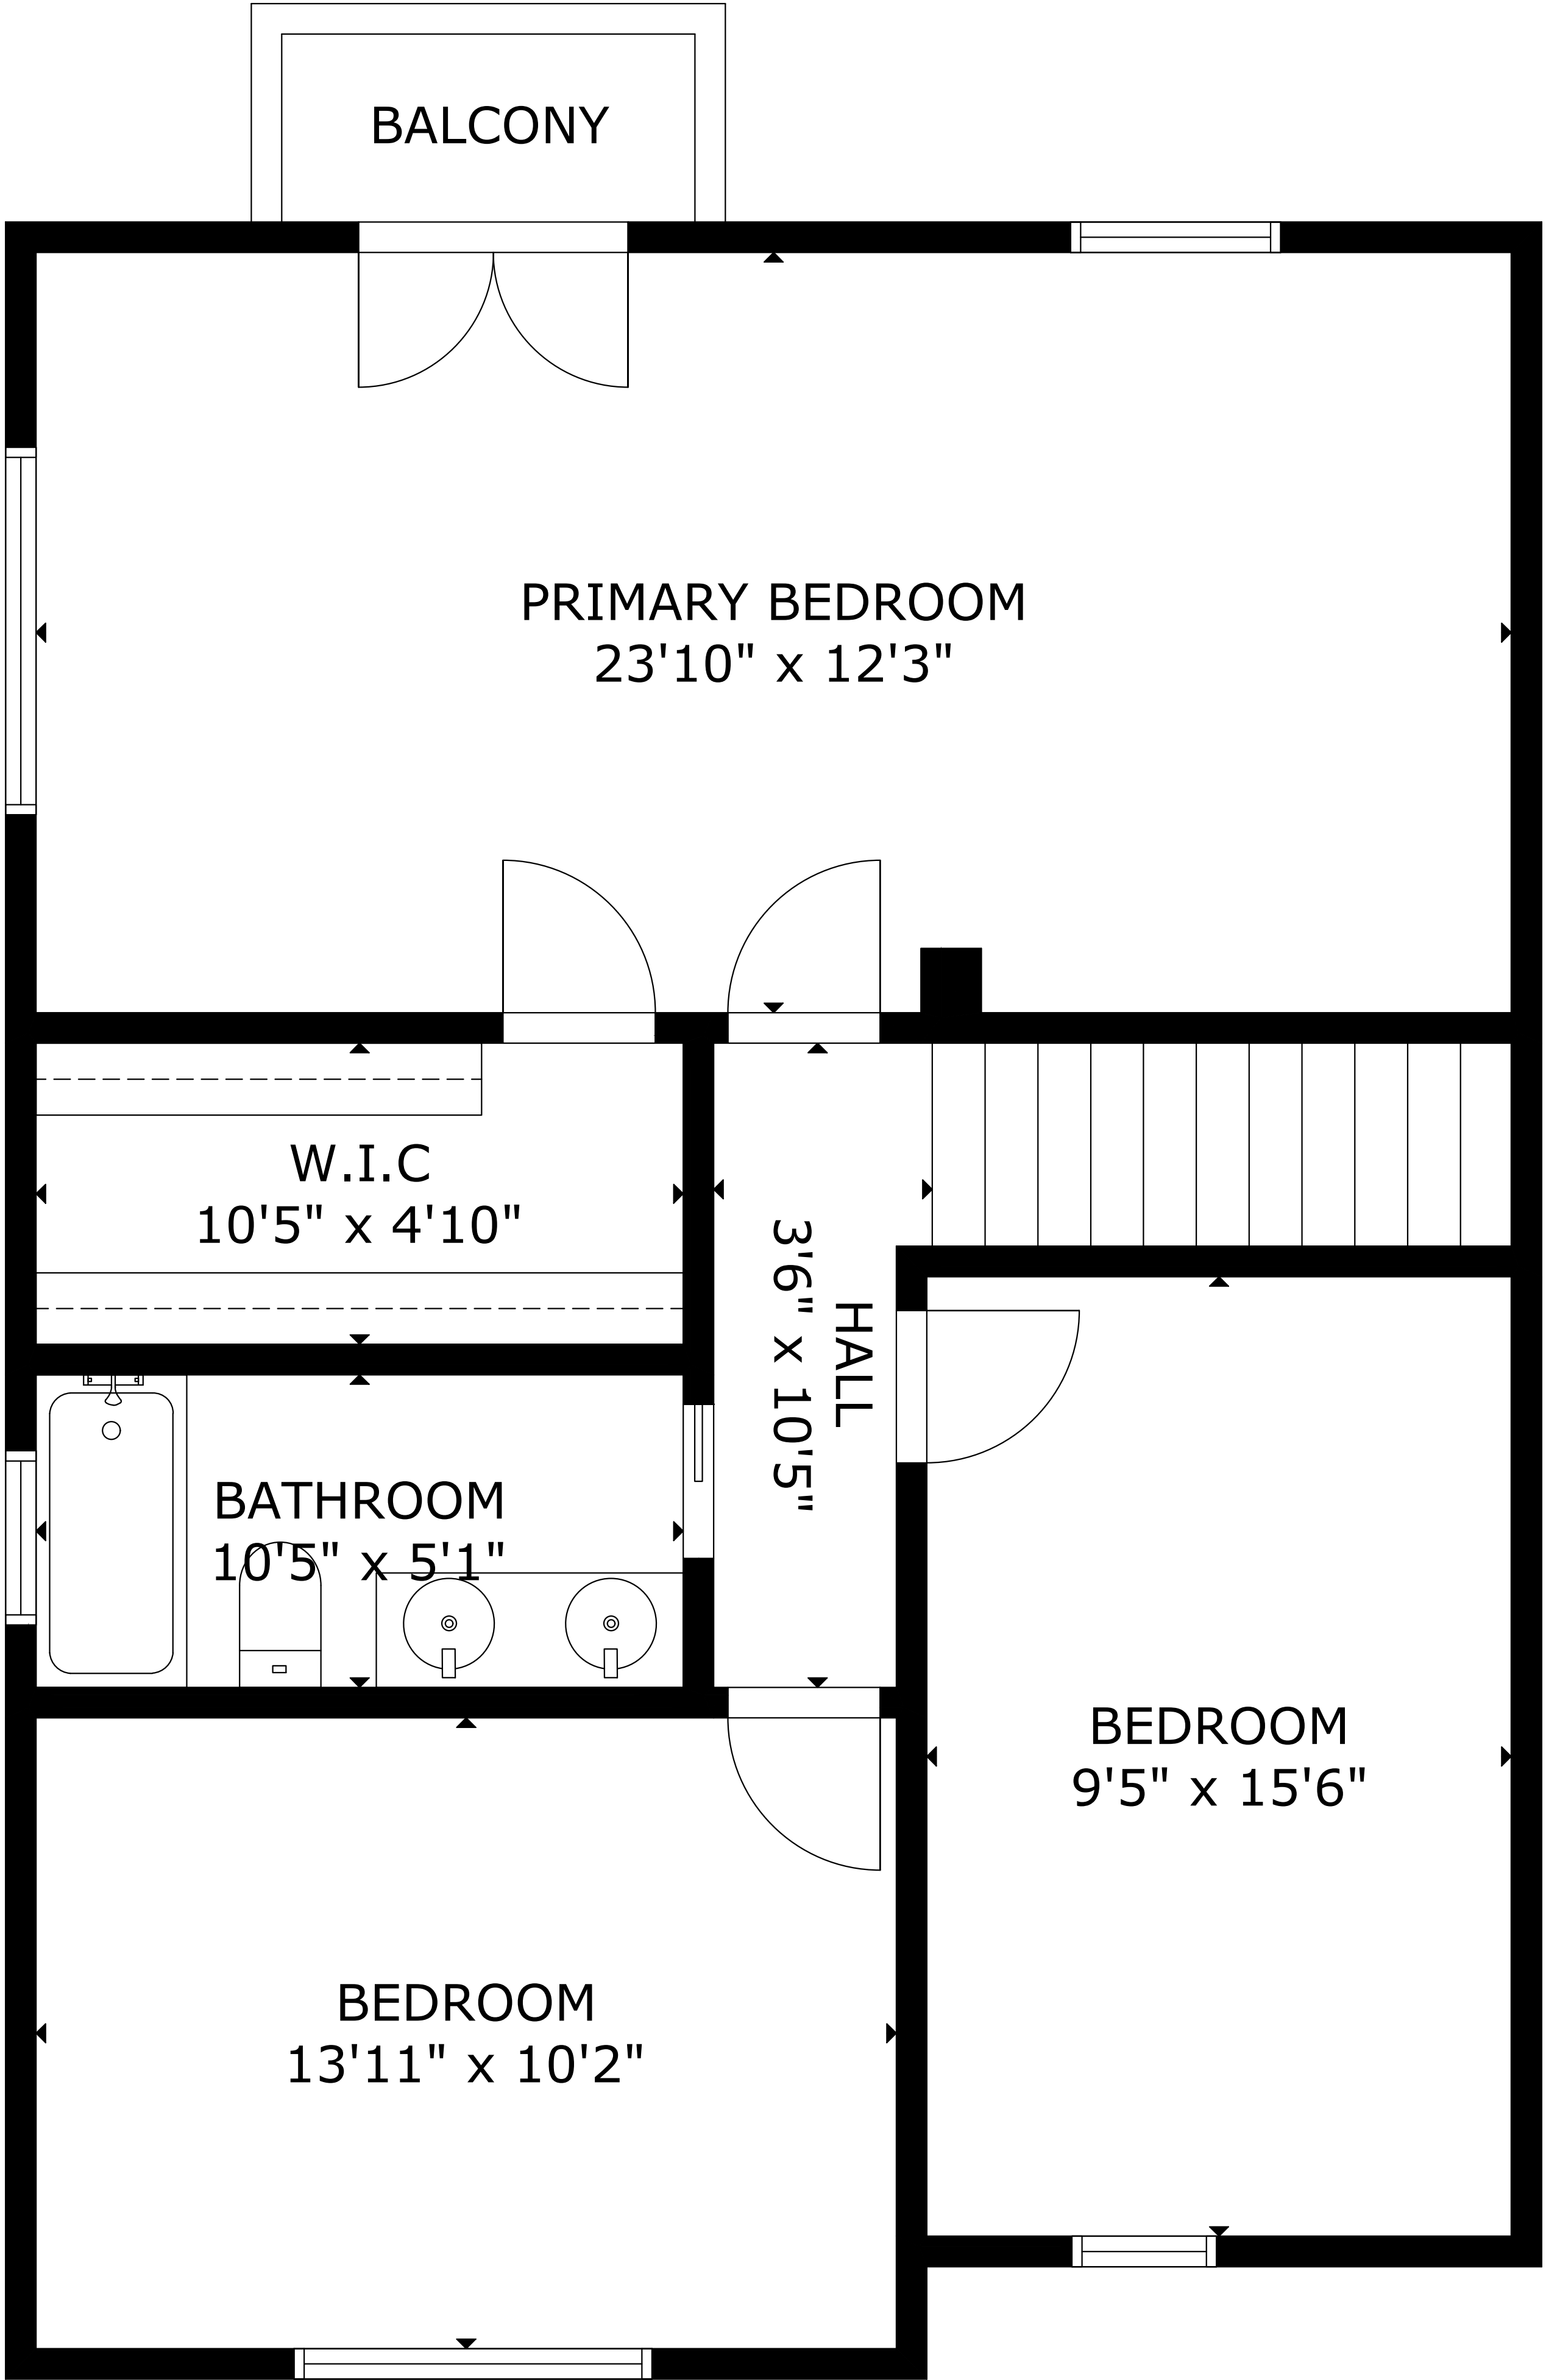 BALCONY
PRIMARY BEDROOM
23'10" x 12'3"
W.I.C
10'5" x 4'10"
HALL
3'6" x 10'5"
BATHROOM
10'5" x 5'1"
BEDROOM
9'5" x 15'6"
BEDROOM
13'11" x 10'2"